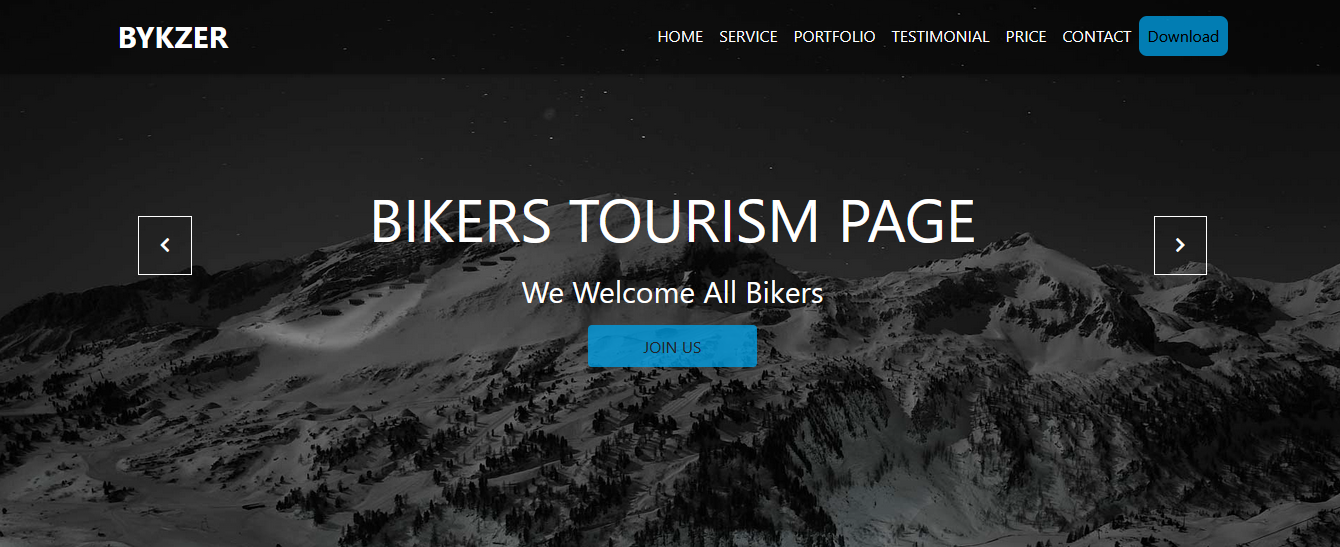 BYKZER
HOME SERVICE PORTFOLIO TESTIMONIAL PRICE CONTACT Download
BIKERS TOURISM PAGE
We Welcome All Bikers
JOIN US